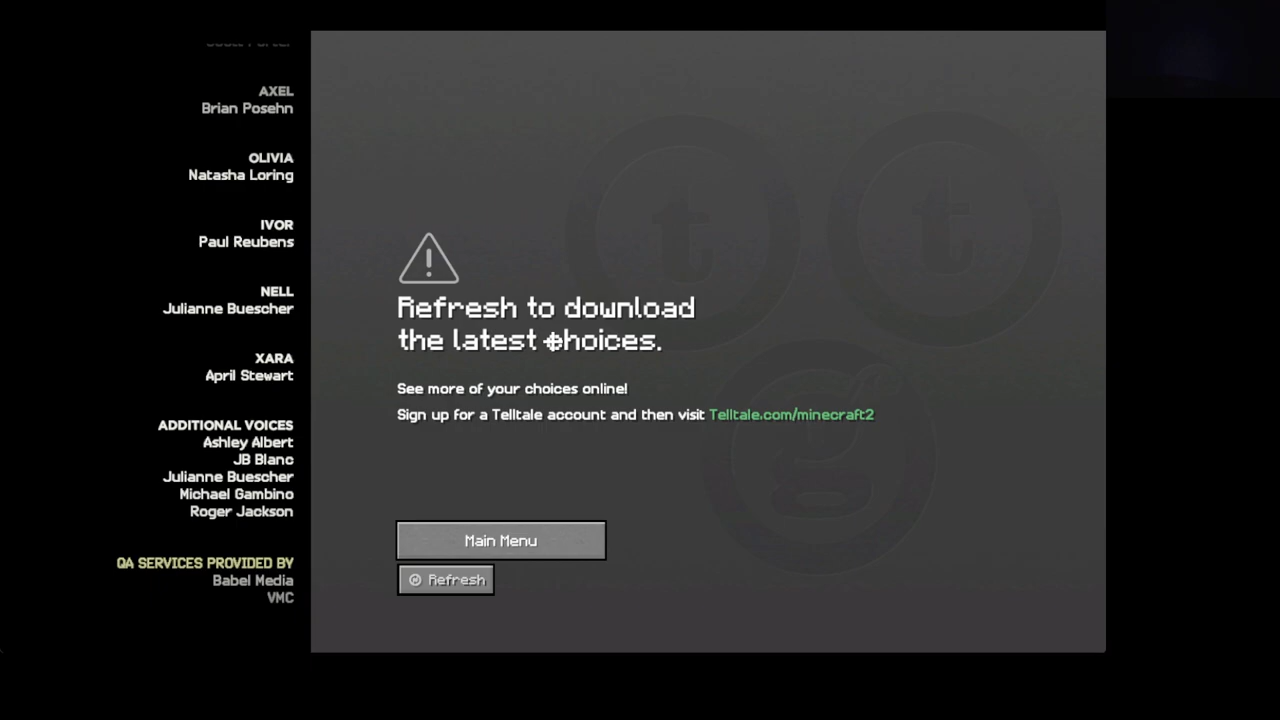 AXEL
Brian Posehn
OLIVIA
Natasha Loring
IVOR
Paul Reubens
NELL
Julianne Buescher
XARA
April Stewart
ADDITIONAL VOICES
Ashley Albert
JB Blanc
Julianne Buescher
Michael Gambino
Roger Jackson
QA SERVICES PROVIDED BY
Babel Media
VMC
t t
g
Refresh to download
the latest choices.
See more of your choices online!
Sign up for a Telltale account and then visit Telltale.com/minecraft2
Main Menu
Refresh